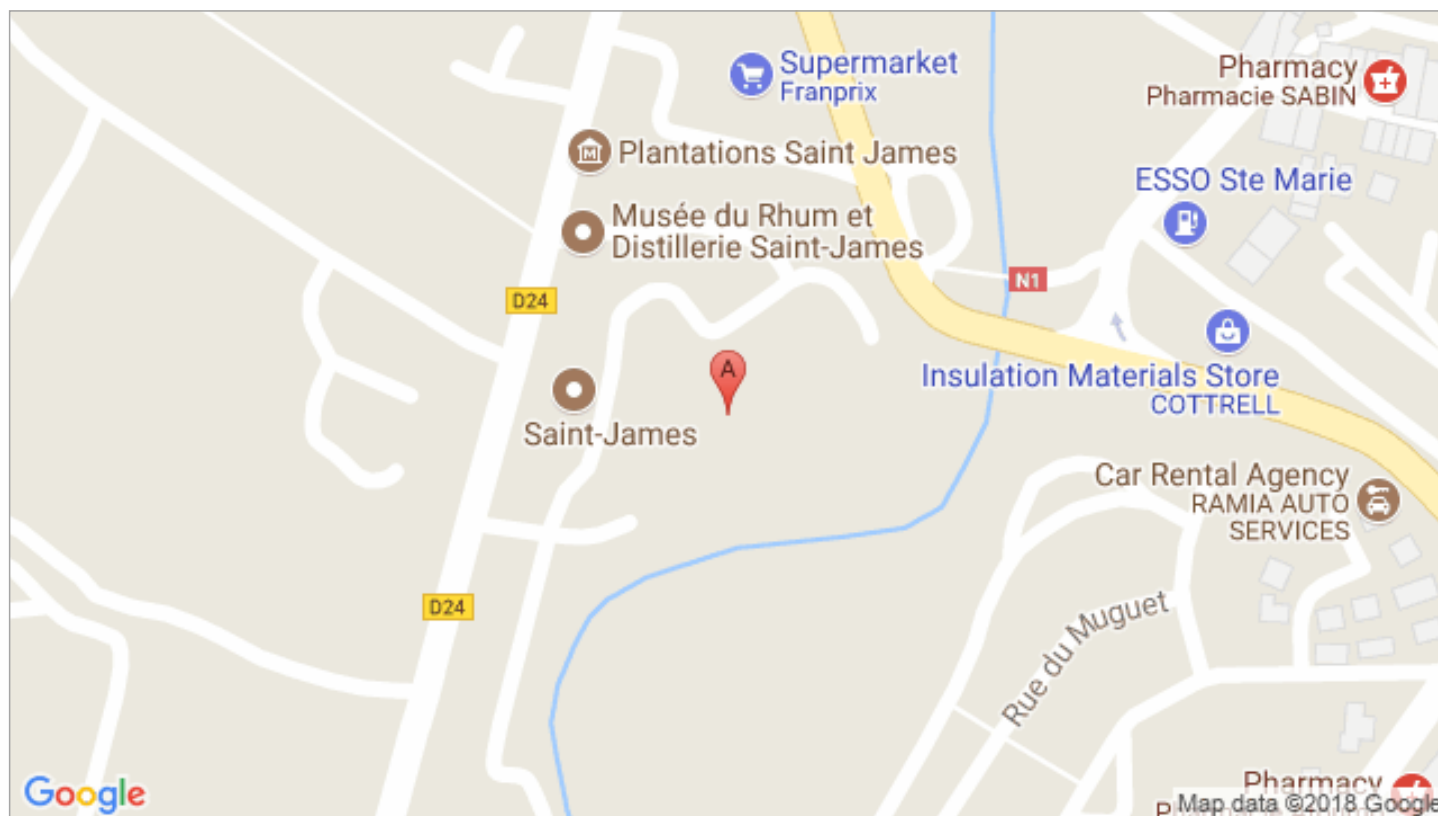 Supermarket
Franprix
Pharmacy
Pharmacie SABIN
Plantations Saint James
ESSO Ste Marie
Musée du Rhum et
Distillerie Saint-James
N1
D24
A
Insulation Materials Store
COTTRELL
Saint-James
Car Rental Agency
RAMIA AUTO
SERVICES
D24
Rue du Muguet
Pharmacy
Google
Map data ©2018 Google